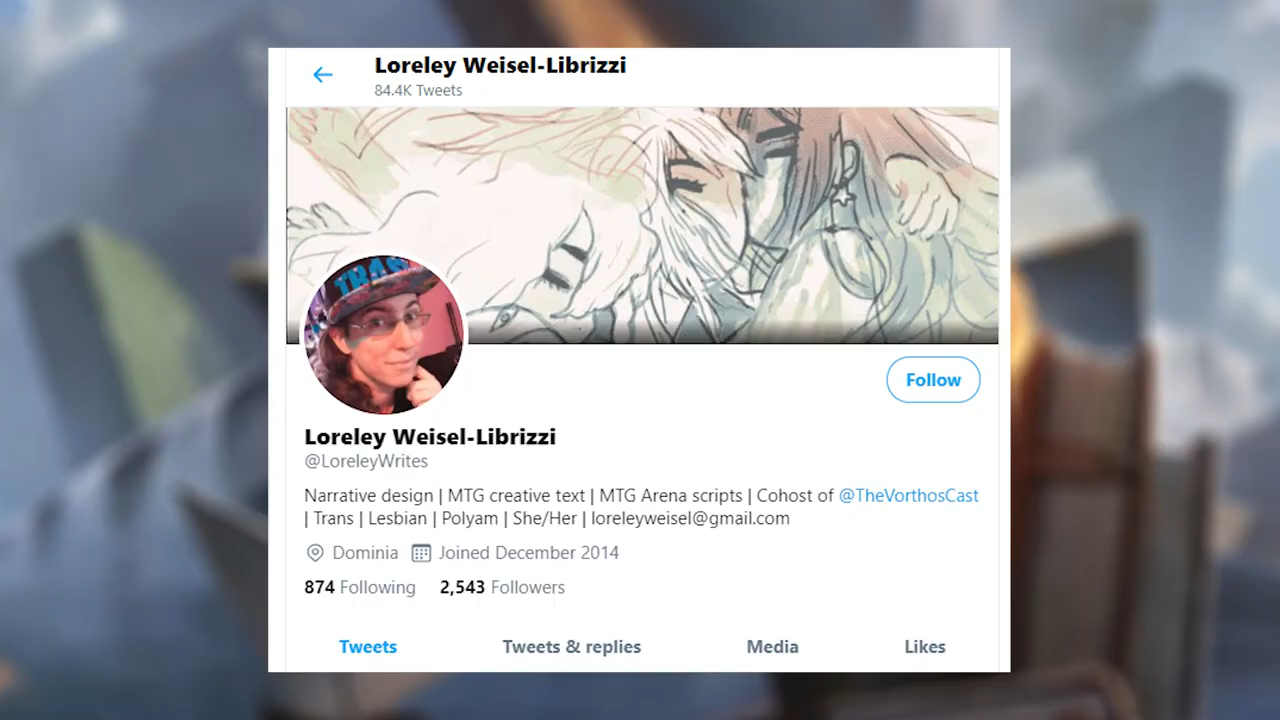 Loreley Weisel-Librizzi
84.4K Tweets
TRASH
Follow
Loreley Weisel-Librizzi
@LoreleyWrites
Narrative design | MTG creative text | MTG Arena scripts | Cohost of @TheVorthosCast
| Trans | Lesbian | Polyam | She/Her | loreleyweisel@gmail.com
Dominia Joined December 2014
874 Following 2,543 Followers
Tweets Tweets & replies Media Likes